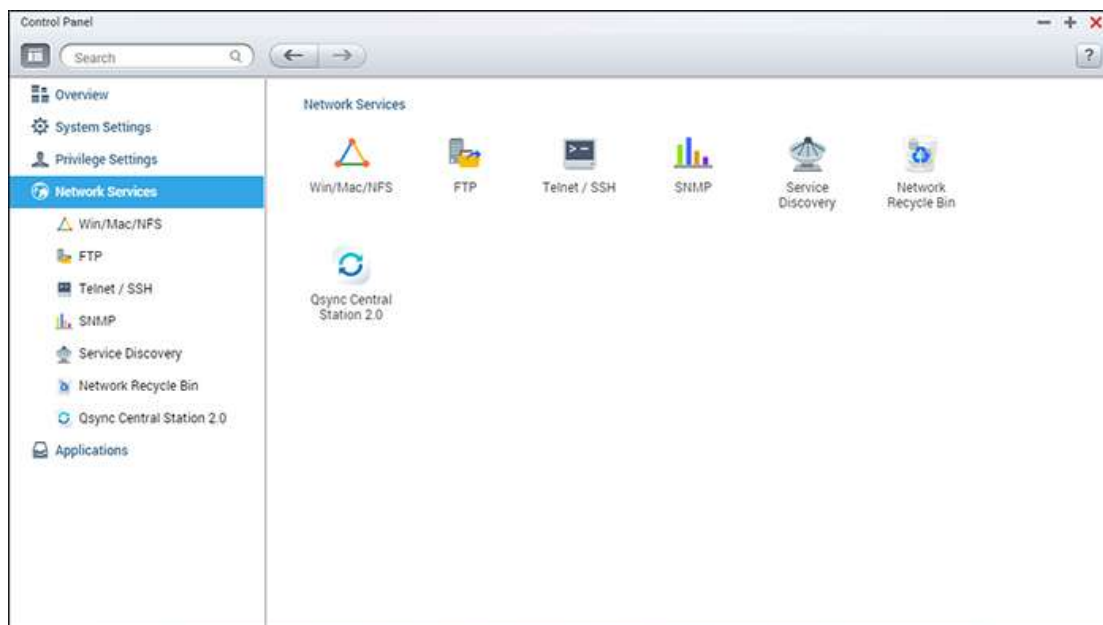 Control Panel
Search
?
Overview
System Settings
Privilege Settings
Network Services
Win/Mac/NFS
FTP
Telnet / SSH
SNMP
Service Discovery
Network Recycle Bin
Qsync Central Station 2.0
Applications
Network Services
Win/Mac/NFS
FTP
Telnet / SSH
SNMP
Service
Discovery
Network
Recycle Bin
Qsync Central
Station 2.0